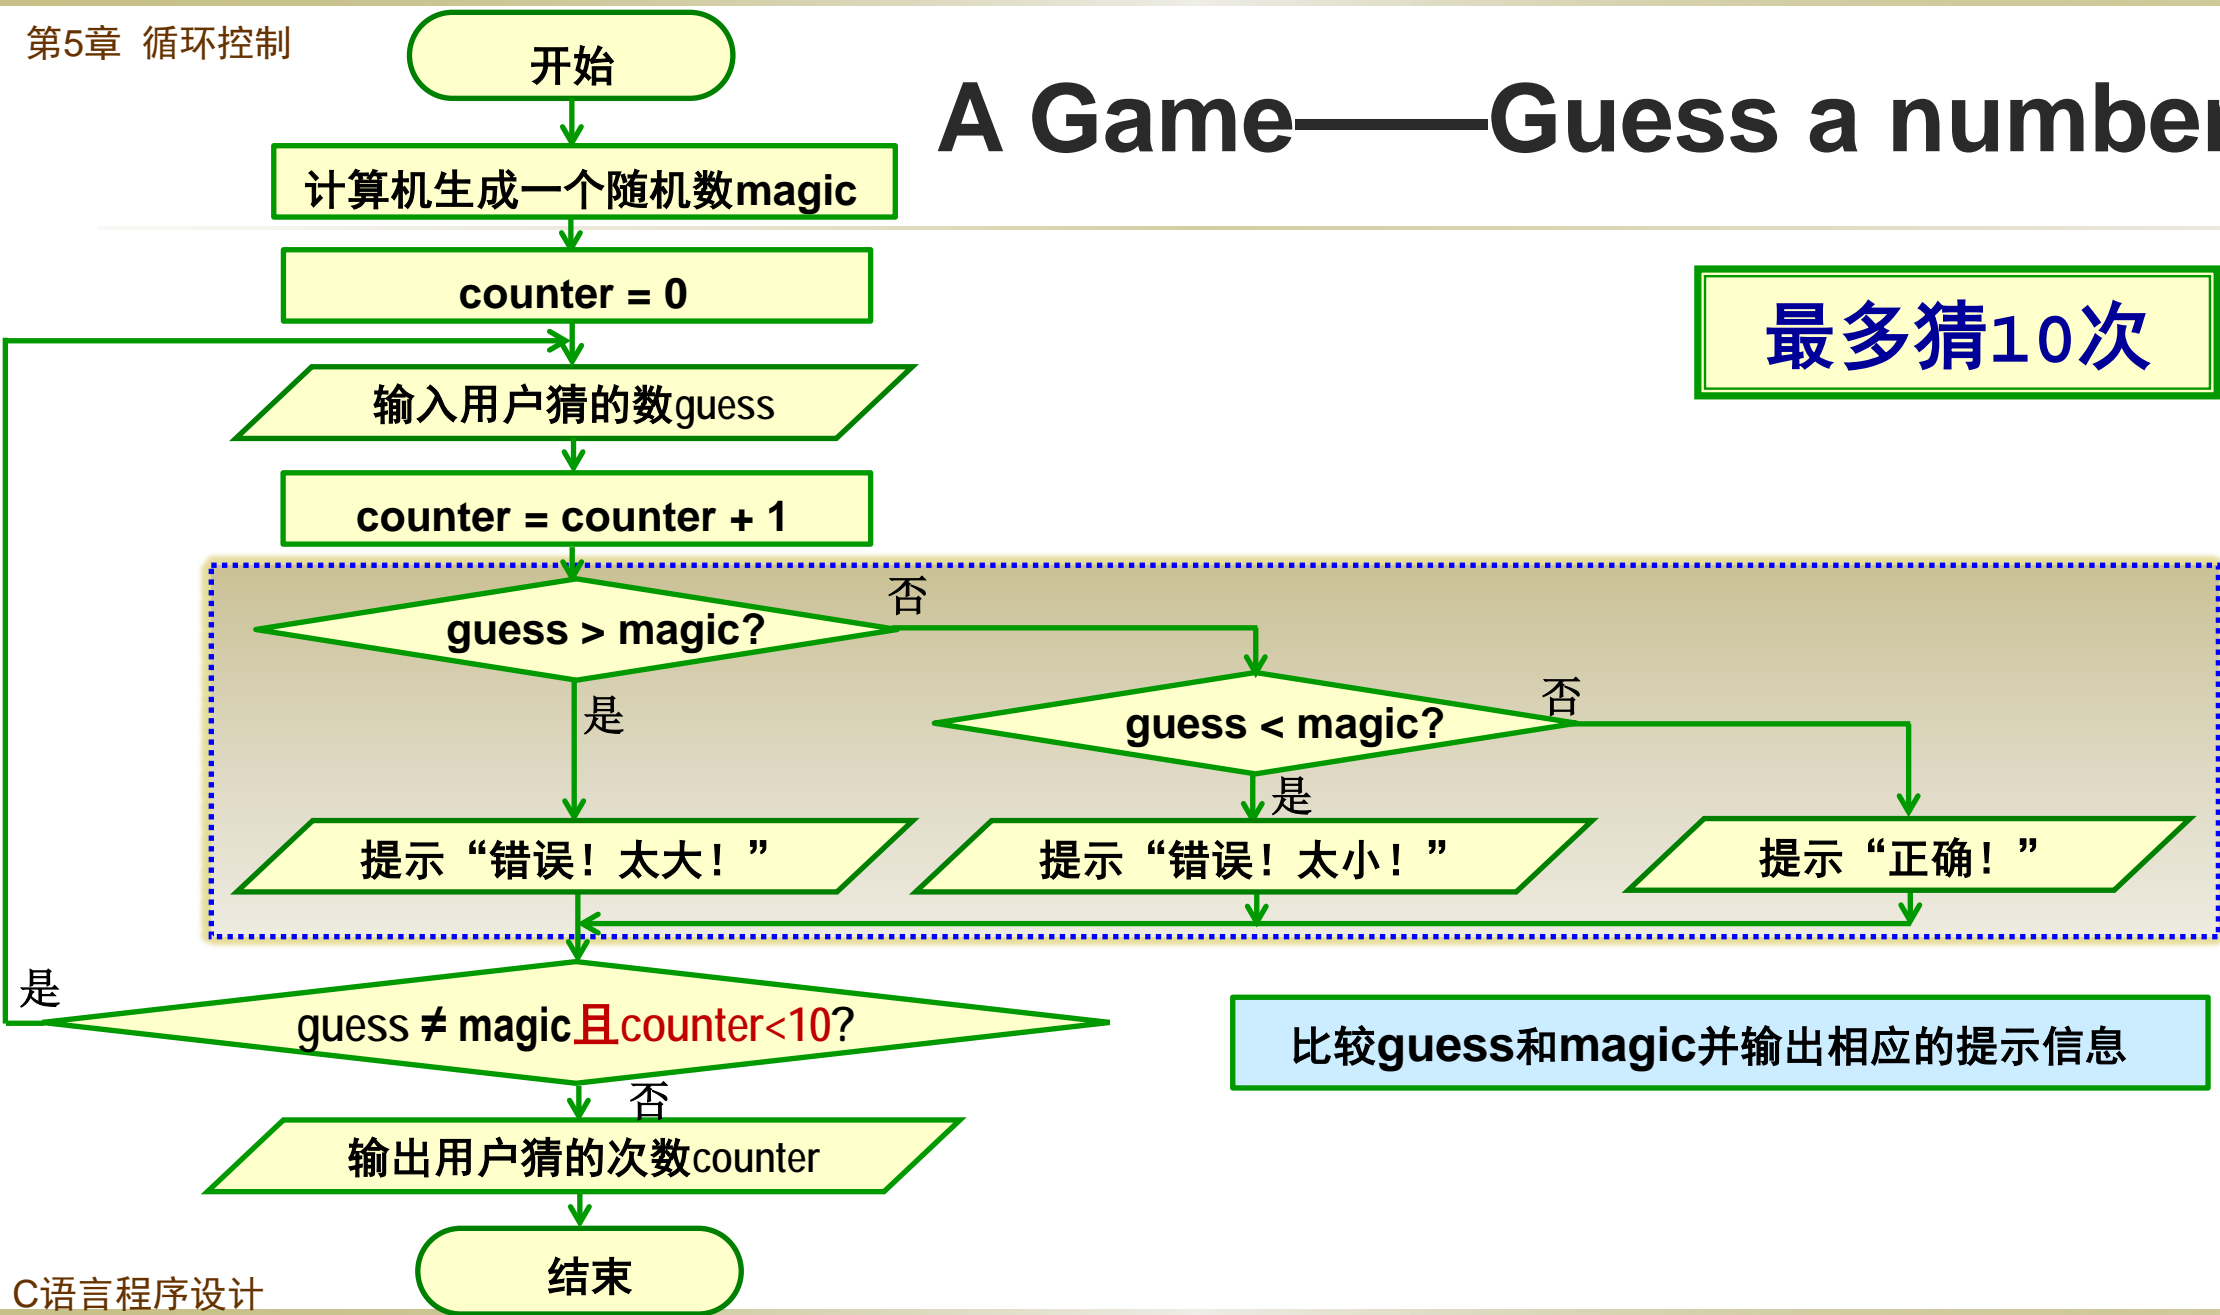 第5章 循环控制
A Game——Guess a number
开始
计算机生成一个随机数magic
counter = 0
最多猜10次
输入用户猜的数guess
counter = counter + 1
guess > magic?
否
是
guess < magic?
否
是
提示“错误！太大！”
提示“错误！太小！”
提示“正确！”
是
guess ≠ magic且counter<10?
比较guess和magic并输出相应的提示信息
否
输出用户猜的次数counter
结束
C语言程序设计